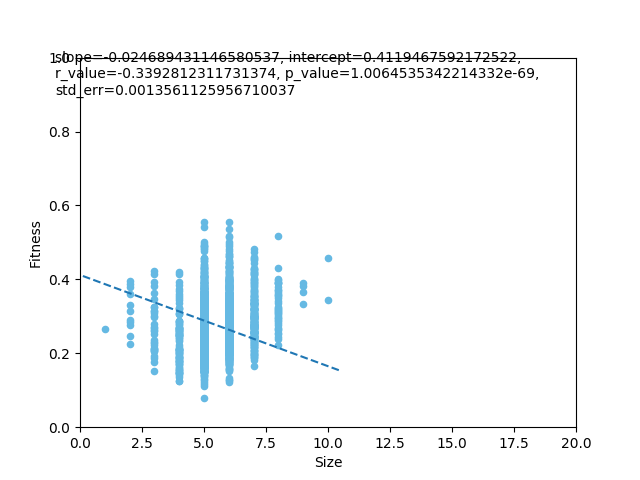 slope=-0.024689431146580537, intercept=0.4119467592172522,
r_value=-0.3392812311731374, p_value=1.0064535342214332e-69,
std_err=0.0013561125956710037
1.0
0.8
0.6
0.4
0.2
0.0
Fitness
0.0 2.5 5.0 7.5 10.0 12.5 15.0 17.5 20.0
Size